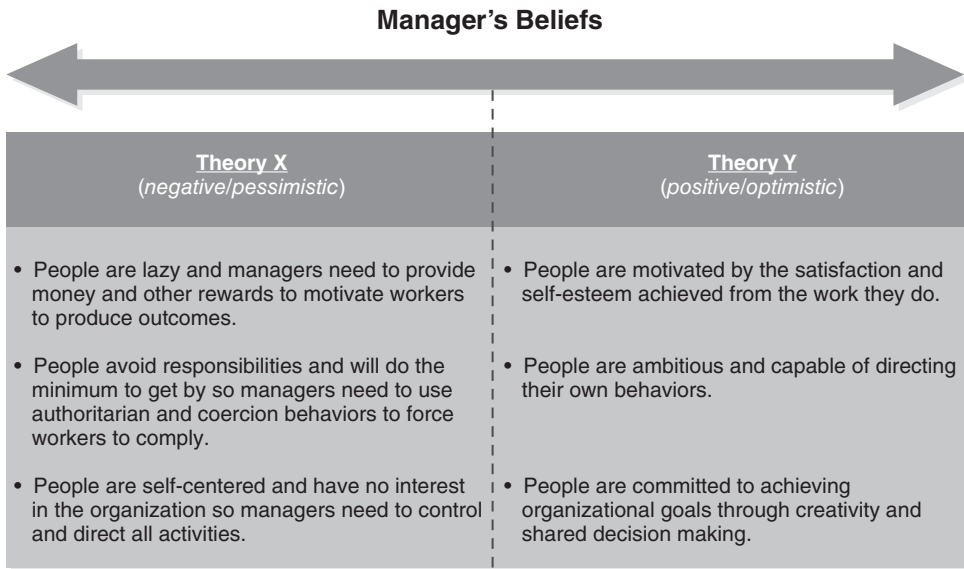 Manager’s Beliefs
Theory X
(negative/pessimistic)
• People are lazy and managers need to provide
money and other rewards to motivate workers
to produce outcomes.
• People avoid responsibilities and will do the
minimum to get by so managers need to use
authoritarian and coercion behaviors to force
workers to comply.
• People are self-centered and have no interest
in the organization so managers need to control
and direct all activities.
Theory Y
(positive/optimistic)
• People are motivated by the satisfaction and
self-esteem achieved from the work they do.
• People are ambitious and capable of directing
their own behaviors.
• People are committed to achieving
organizational goals through creativity and
shared decision making.